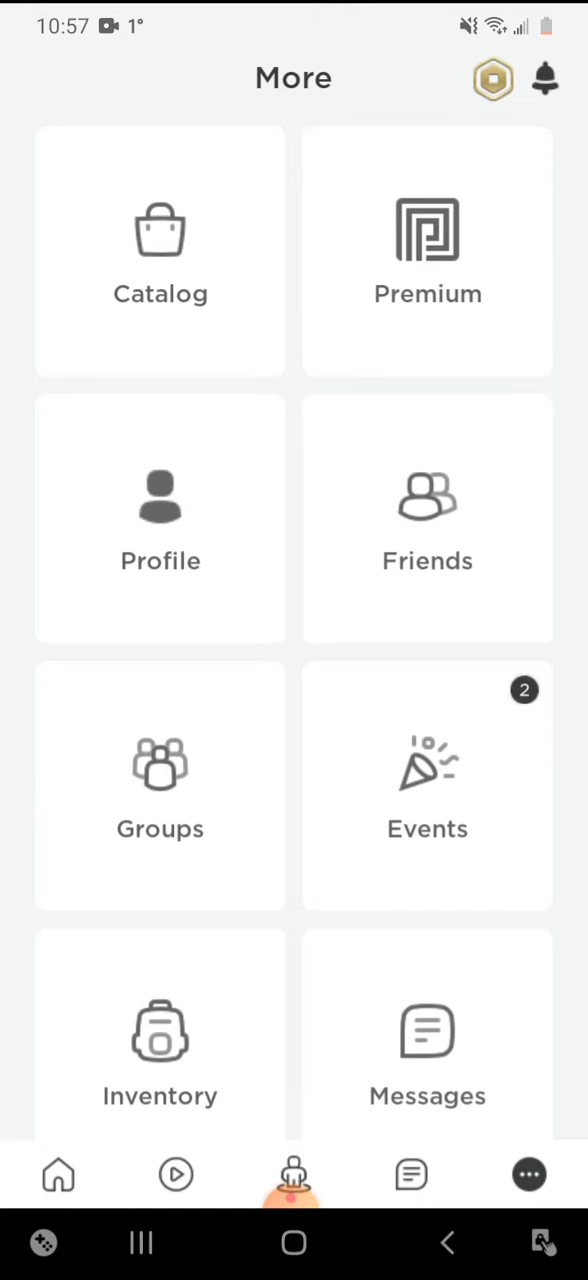 10:57 1°
More
Catalog Premium
Profile Friends
2
Groups Events
Inventory Messages